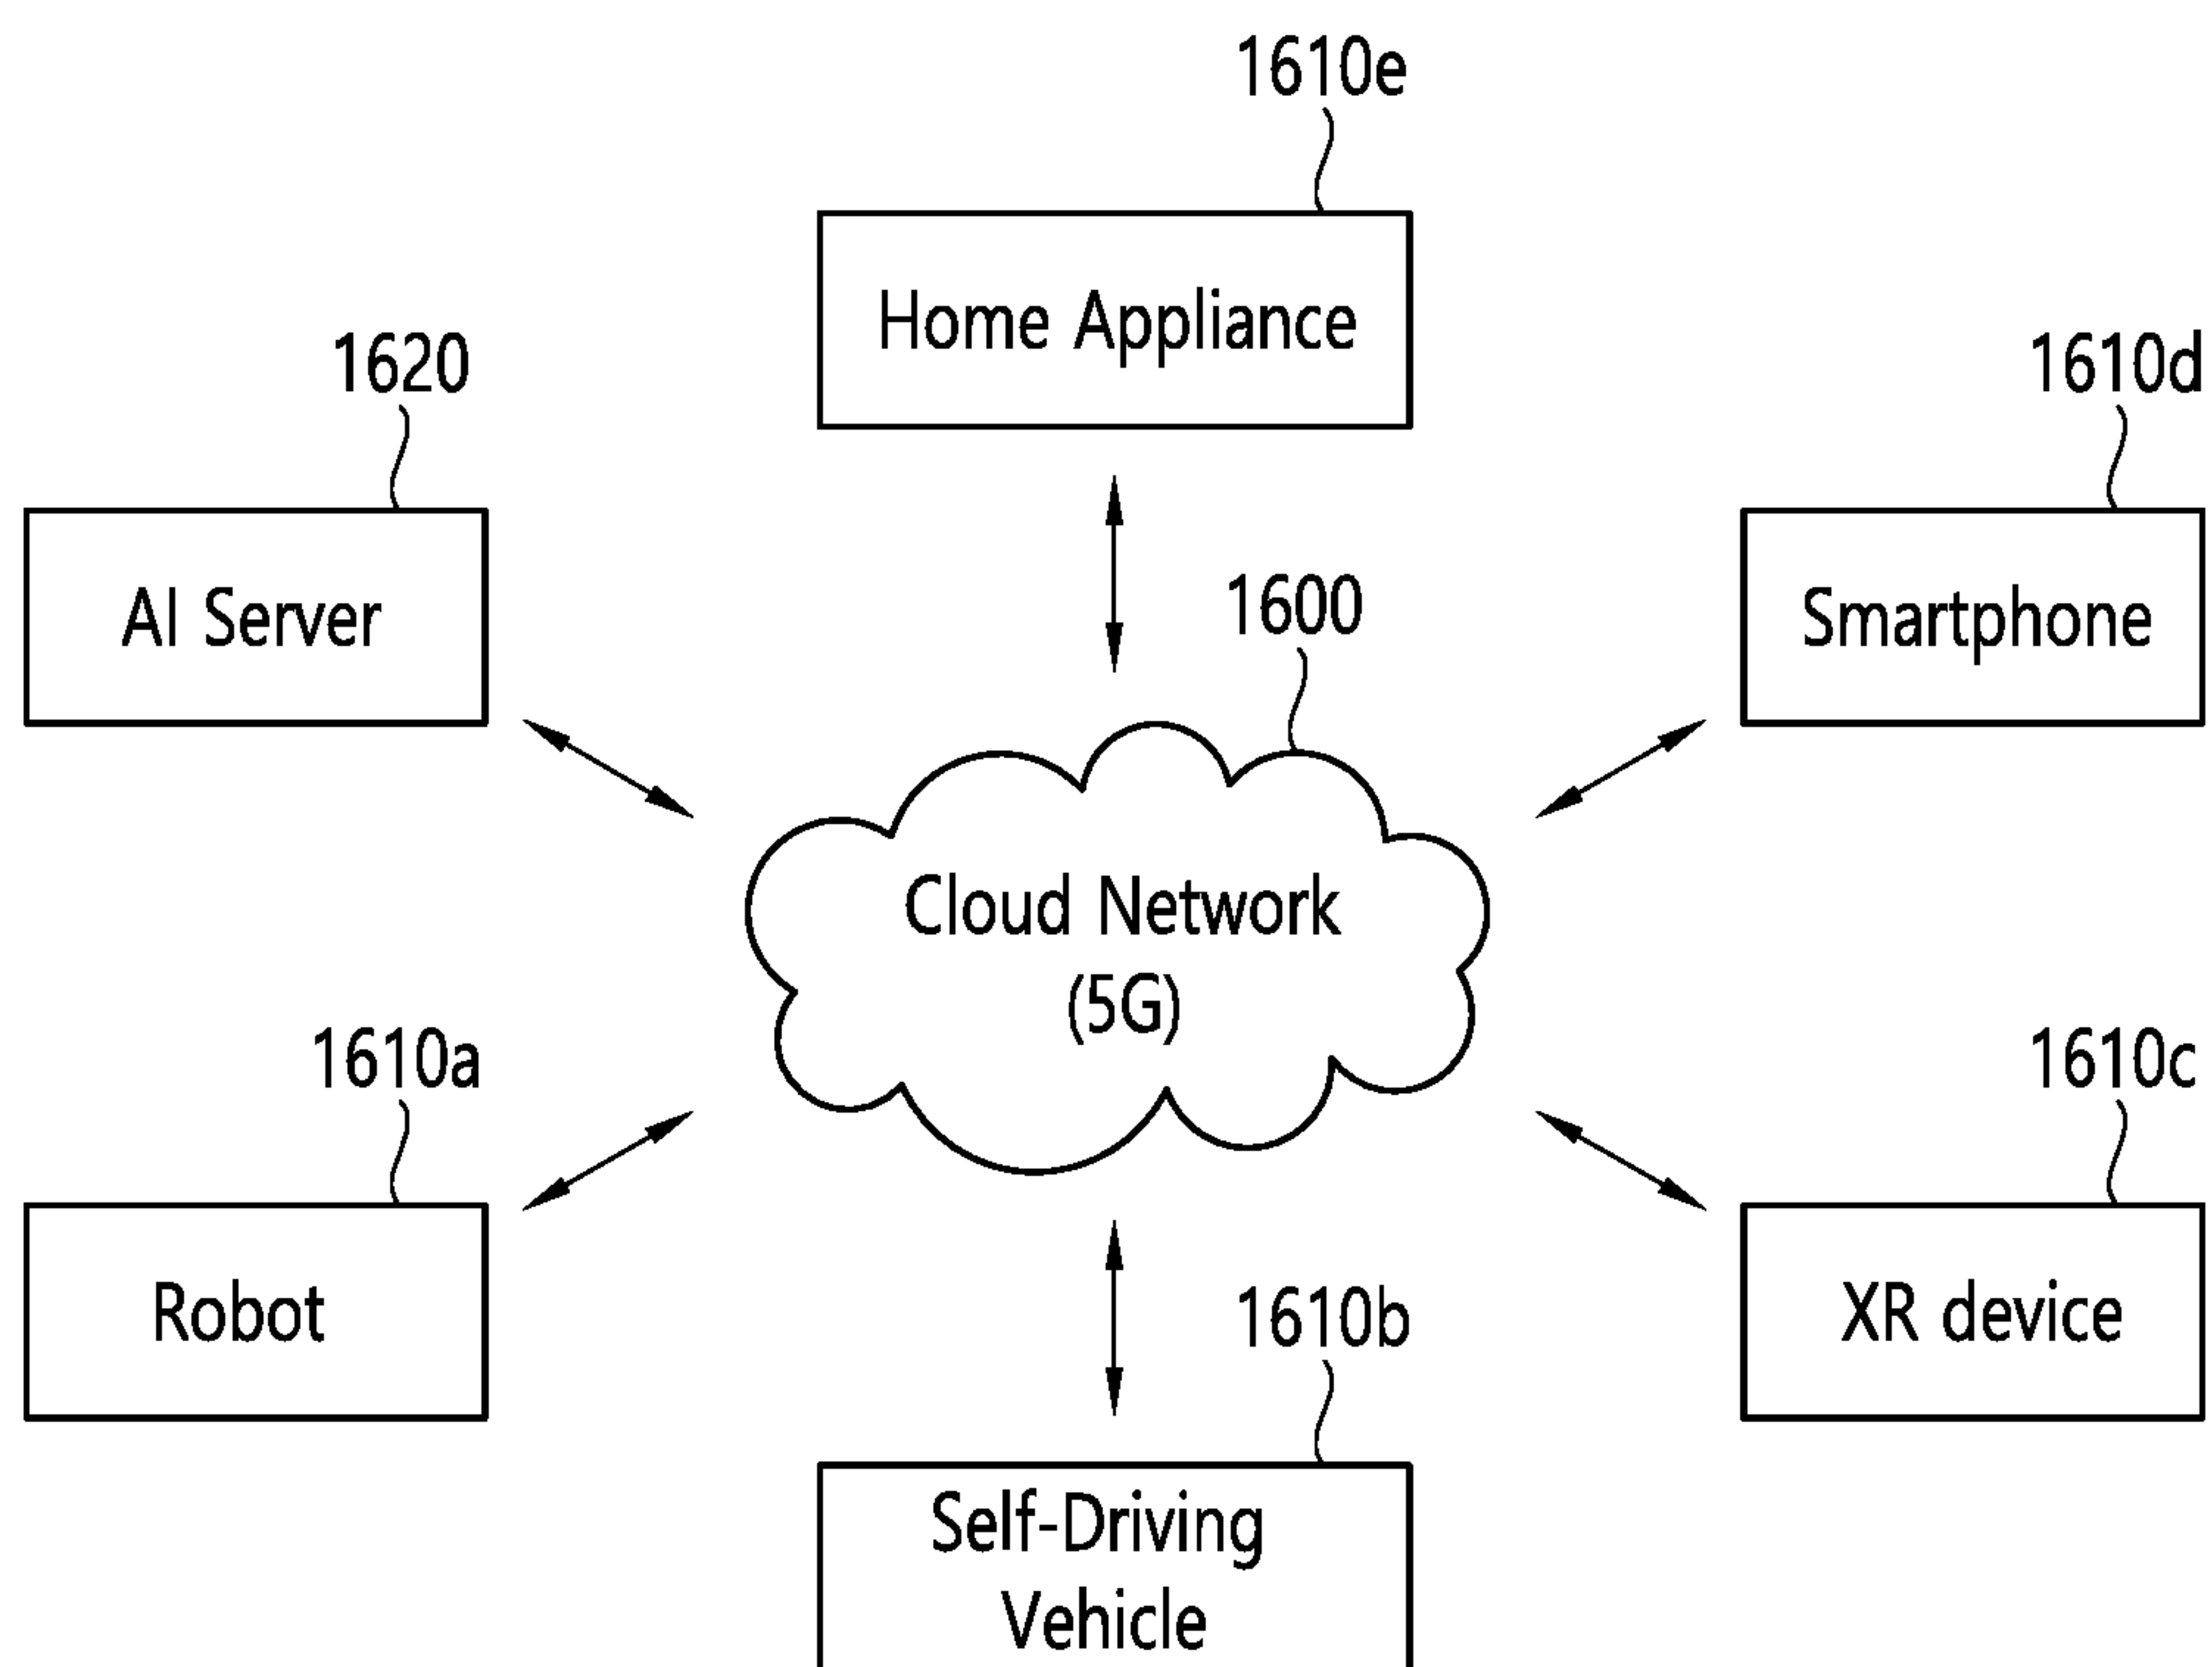 1610e
Home Appliance
1620
AI Server
1610d
Smartphone
1600
Cloud Network
(5G)
1610a
Robot
1610c
XR device
1610b
Self-Driving
Vehicle